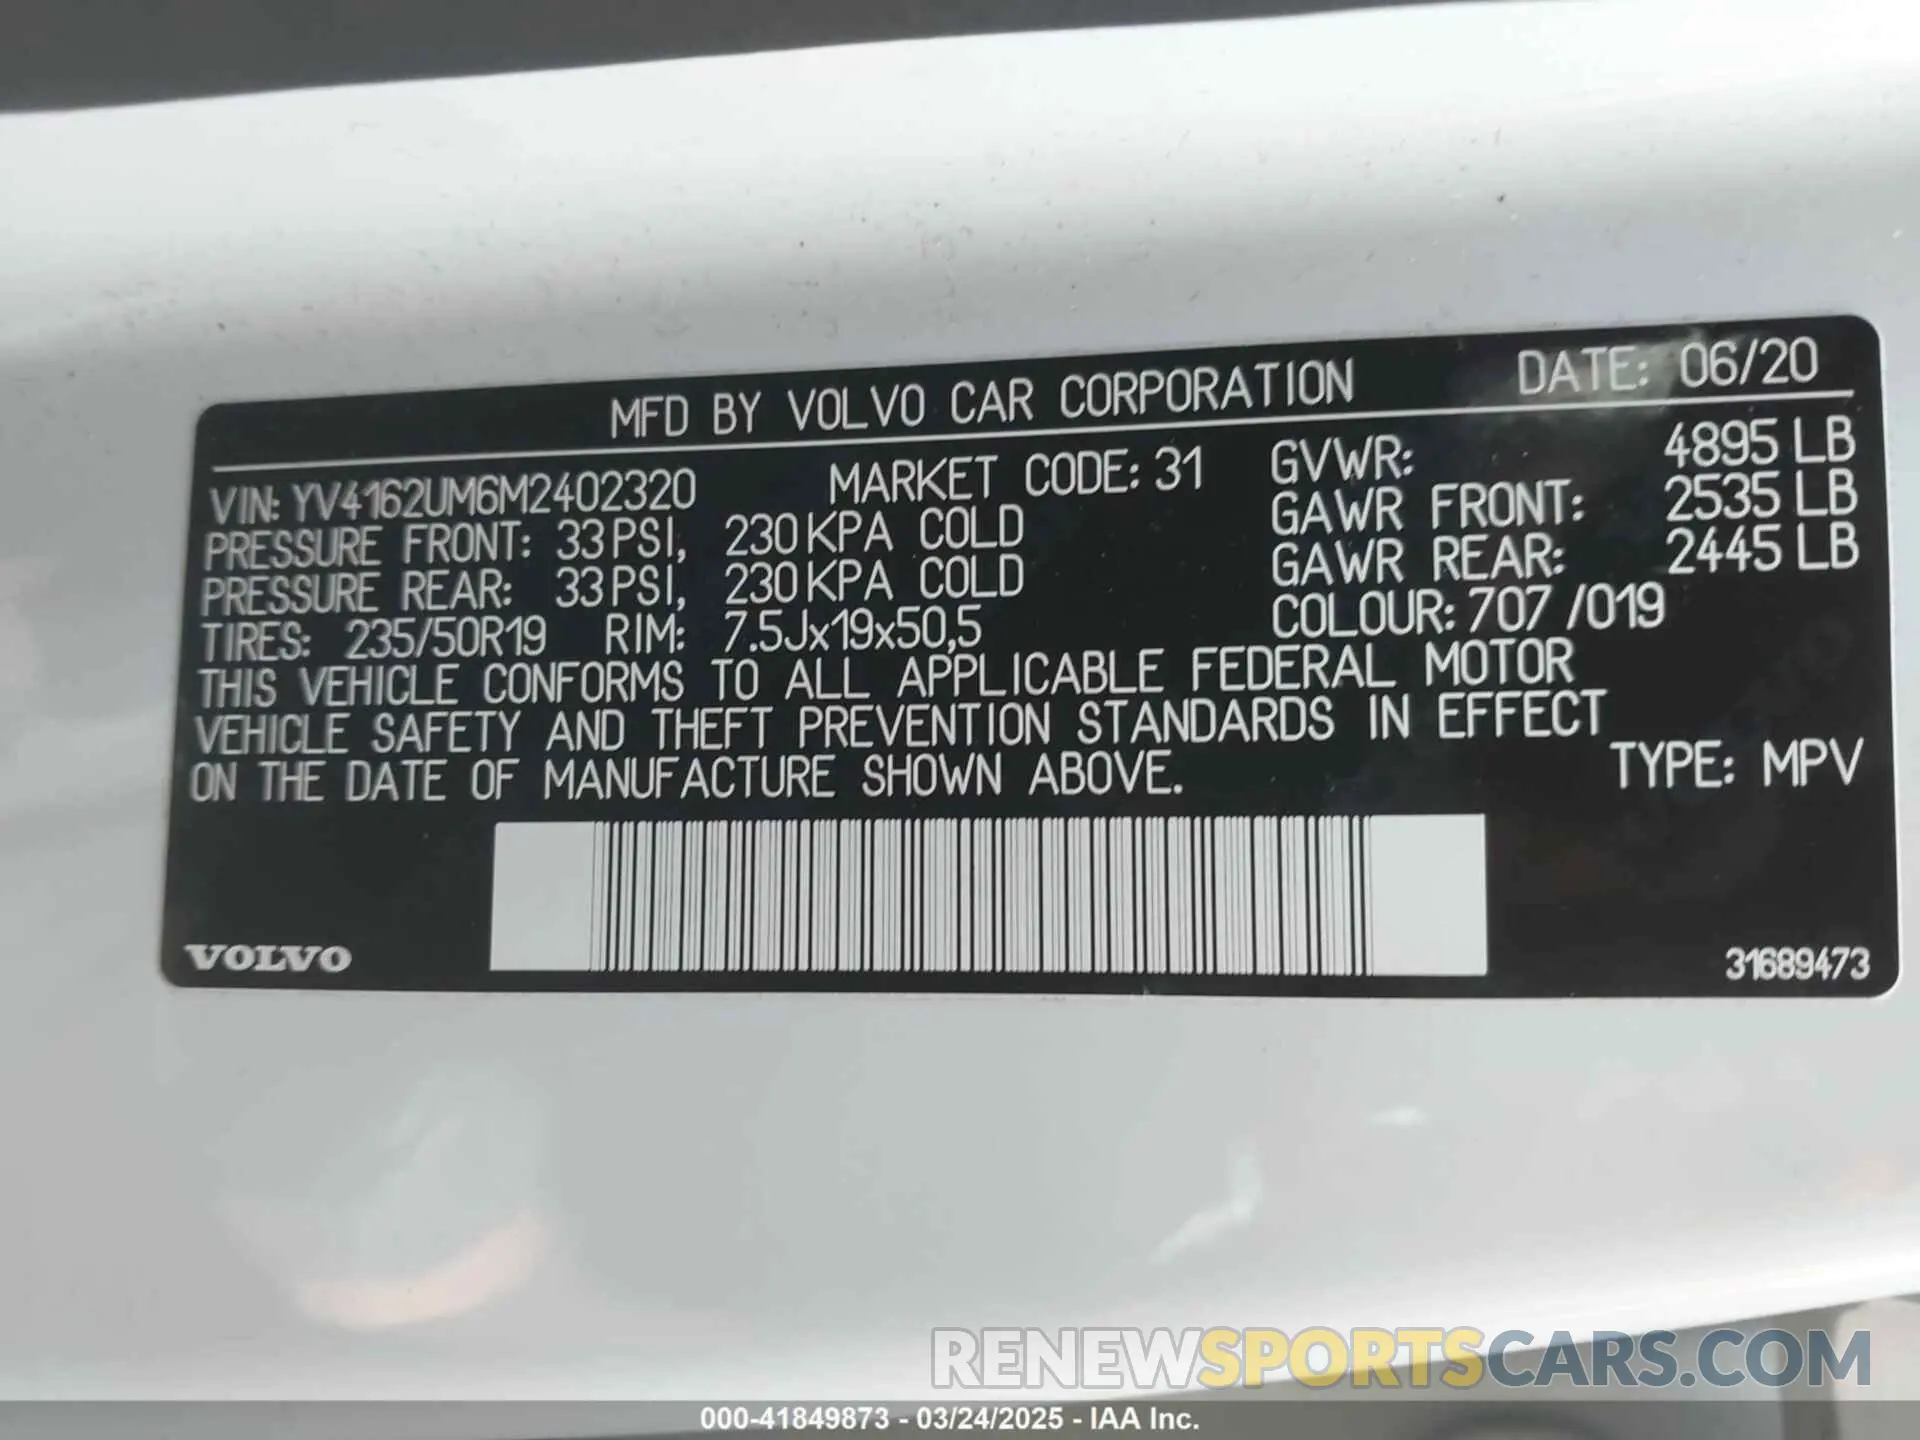 MFD BY VOLVO CAR CORPORATION DATE: 06/20
VIN: YV4162UM6M2402320 MARKET CODE: 31 GVWR: 4895 LB
PRESSURE FRONT: 33 PSI, 230 KPA COLD GAWR FRONT: 2535 LB
PRESSURE REAR: 33 PSI, 230 KPA COLD GAWR REAR: 2445 LB
TIRES: 235/50R19 RIM: 7.5Jx19x50,5 COLOUR: 707 /019
THIS VEHICLE CONFORMS TO ALL APPLICABLE FEDERAL MOTOR
VEHICLE SAFETY AND THEFT PREVENTION STANDARDS IN EFFECT
ON THE DATE OF MANUFACTURE SHOWN ABOVE. TYPE: MPV
VOLVO 31689473
RENEWSPORTSCARS.COM
000-41849873 - 03/24/2025 - IAA Inc.